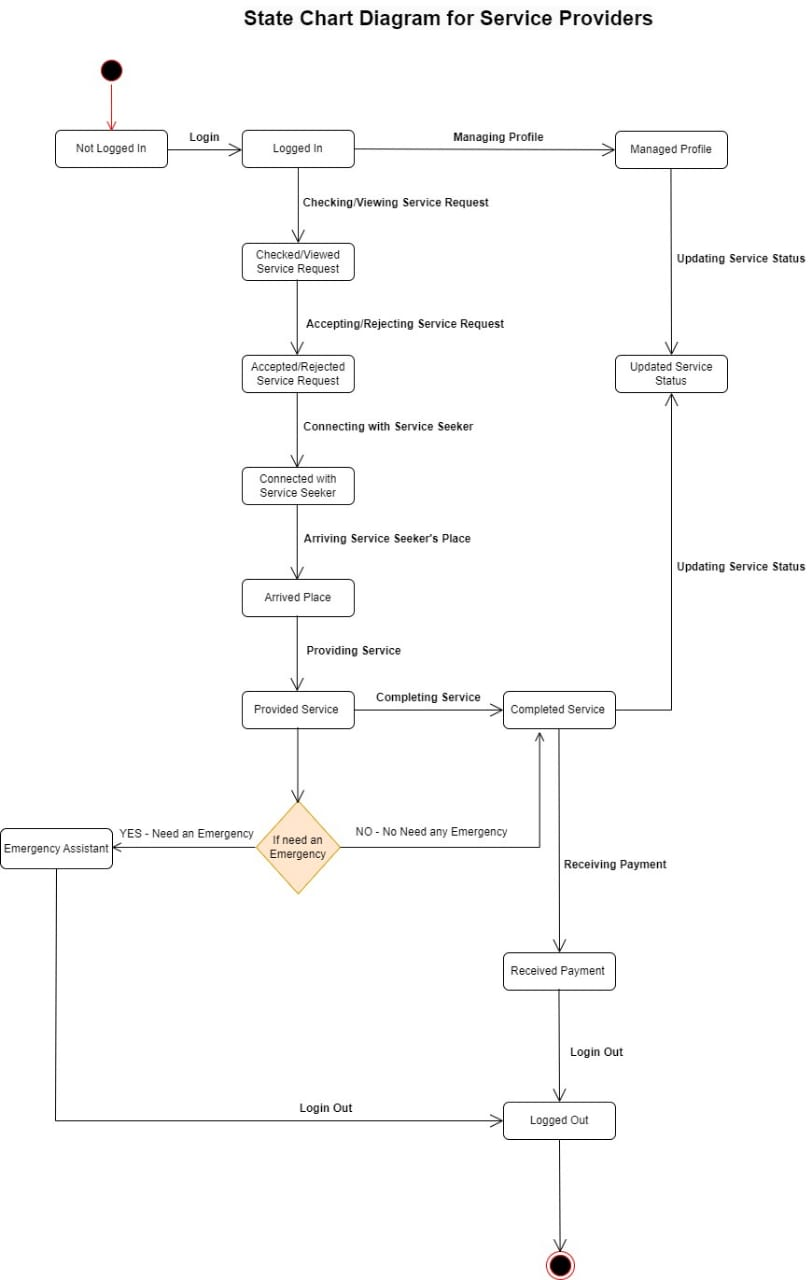 State Chart Diagram for Service Providers
Not Logged In
Login
Logged In
Managing Profile
Managed Profile
Checking/Viewing Service Request
Checked/Viewed
Service Request
Updating Service Status
Accepting/Rejecting Service Request
Accepted/Rejected
Service Request
Updated Service
Status
Connecting with Service Seeker
Connected with
Service Seeker
Arriving Service Seeker's Place
Updating Service Status
Arrived Place
Providing Service
Provided Service
Completing Service
Completed Service
If need an
Emergency
YES - Need an Emergency
NO - No Need any Emergency
Emergency Assistant
Receiving Payment
Received Payment
Login Out
Login Out
Logged Out